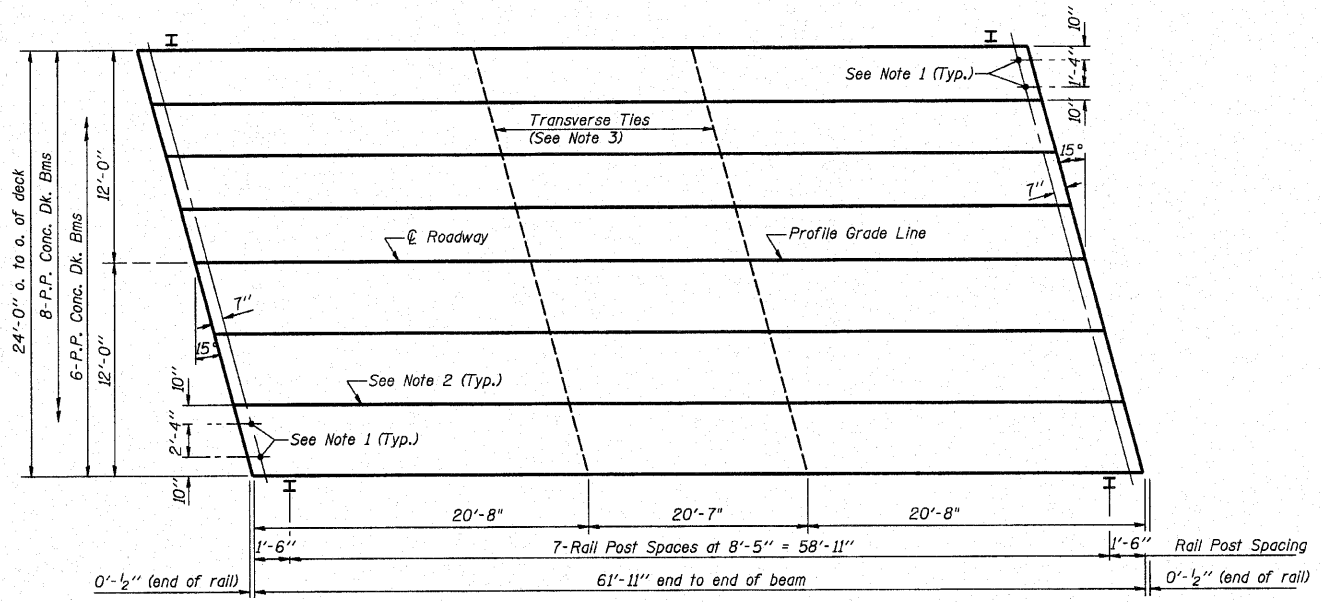 I
I
10"
See Note 1 (Typ.)
1'-4"
10"
Transverse Ties
(See Note 3)
15°
7"
24'-0" o. to o. of deck
8-P.P. Conc. Dk. Bms
6-P.P. Conc. Dk. Bms
12'-0"
12'-0"
℄ Roadway
Profile Grade Line
7"
15°
10"
See Note 2 (Typ.)
2'-4"
See Note 1 (Typ.)
10"
I
I
20'-8"
20'-7"
20'-8"
1'-6"
7-Rail Post Spaces at 8'-5" = 58'-11"
1'-6"
Rail Post Spacing
0'-½" (end of rail)
61'-11" end to end of beam
0'-½" (end of rail)